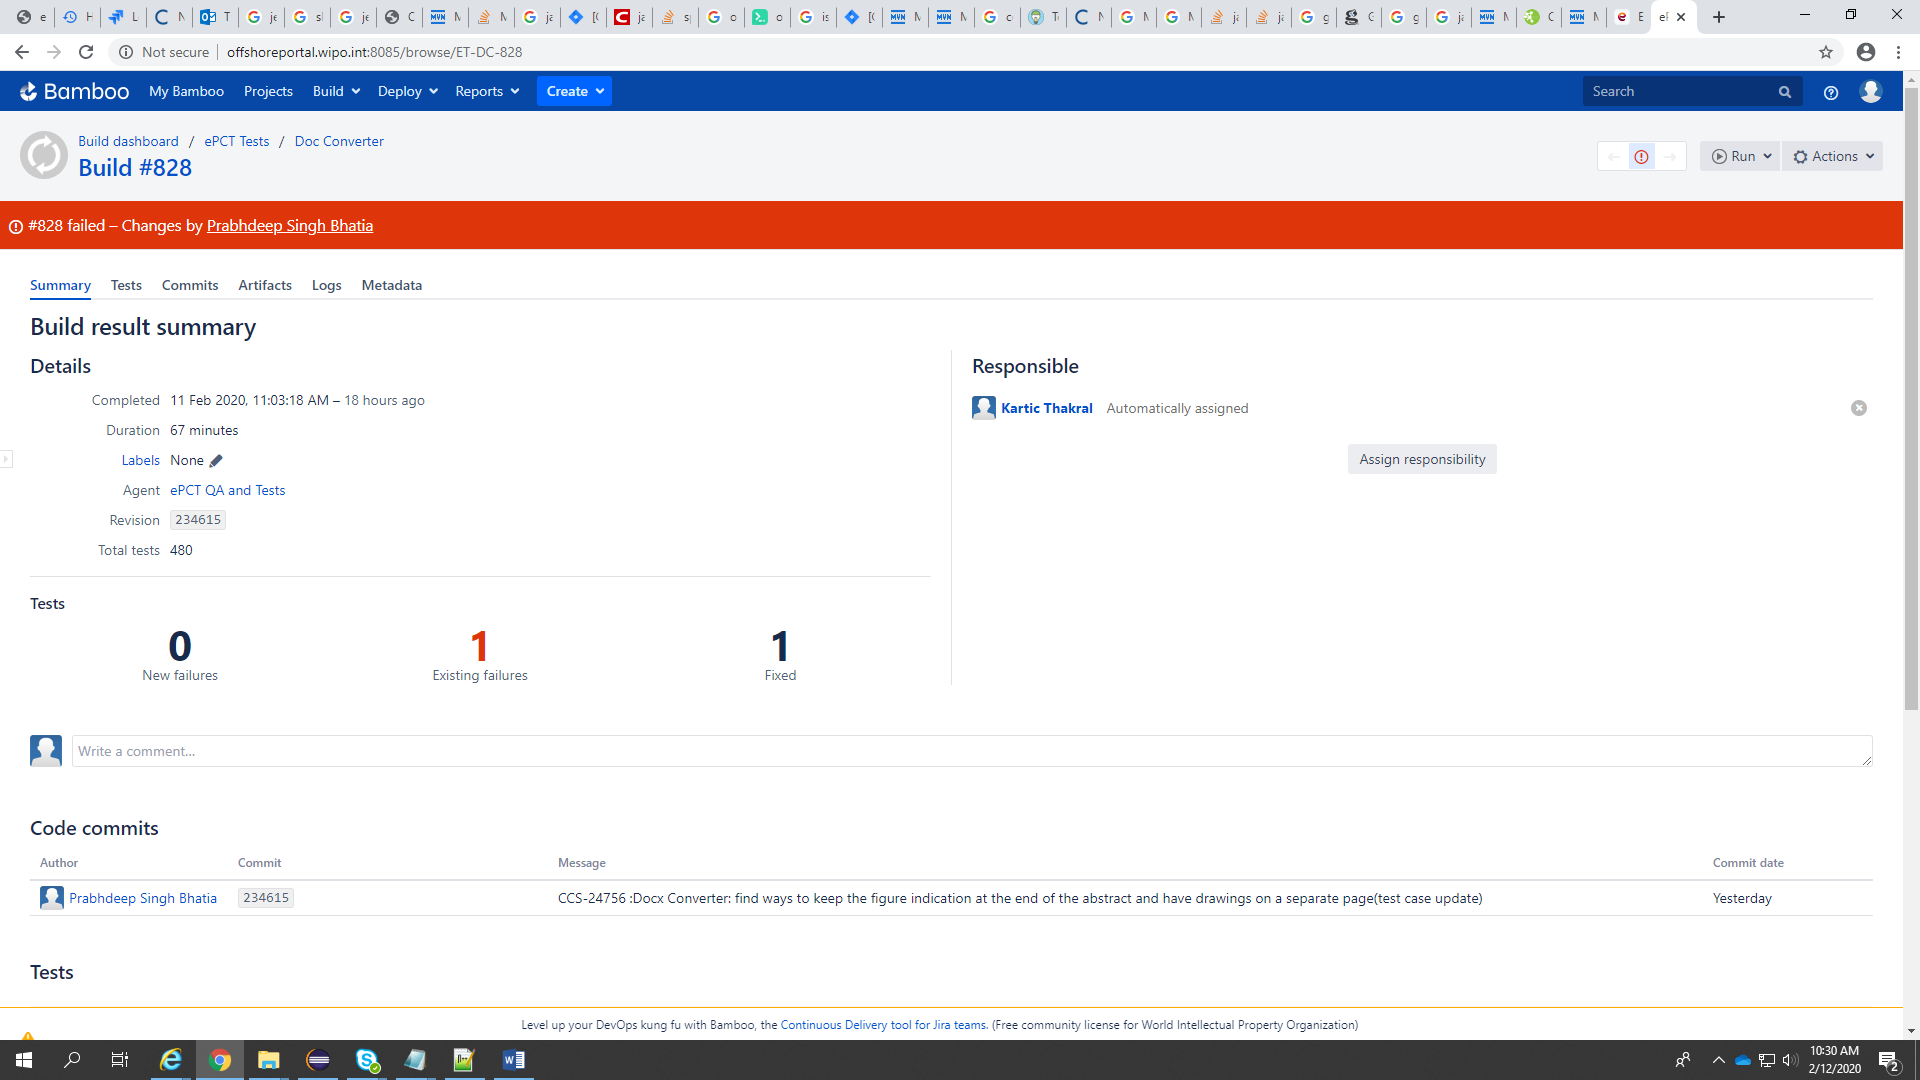 Not secure | offshoreportal.wipo.int:8085/browse/ET-DC-828
Bamboo My Bamboo Projects Build Deploy Reports Create Search
Build dashboard / ePCT Tests / Doc Converter
Build #828
Run Actions
#828 failed – Changes by Prabhdeep Singh Bhatia
Summary Tests Commits Artifacts Logs Metadata
Build result summary
Details
Completed 11 Feb 2020, 11:03:18 AM – 18 hours ago
Duration 67 minutes
Labels None
Agent ePCT QA and Tests
Revision 234615
Total tests 480
Responsible
Kartic Thakral Automatically assigned
Assign responsibility
Tests
0 1 1
New failures Existing failures Fixed
Write a comment...
Code commits
Author Commit Message Commit date
Prabhdeep Singh Bhatia 234615 CCS-24756 :Docx Converter: find ways to keep the figure indication at the end of the abstract and have drawings on a separate page(test case update) Yesterday
Tests
Level up your DevOps kung fu with Bamboo, the Continuous Delivery tool for Jira teams. (Free community license for World Intellectual Property Organization)
10:30 AM
2/12/2020
2